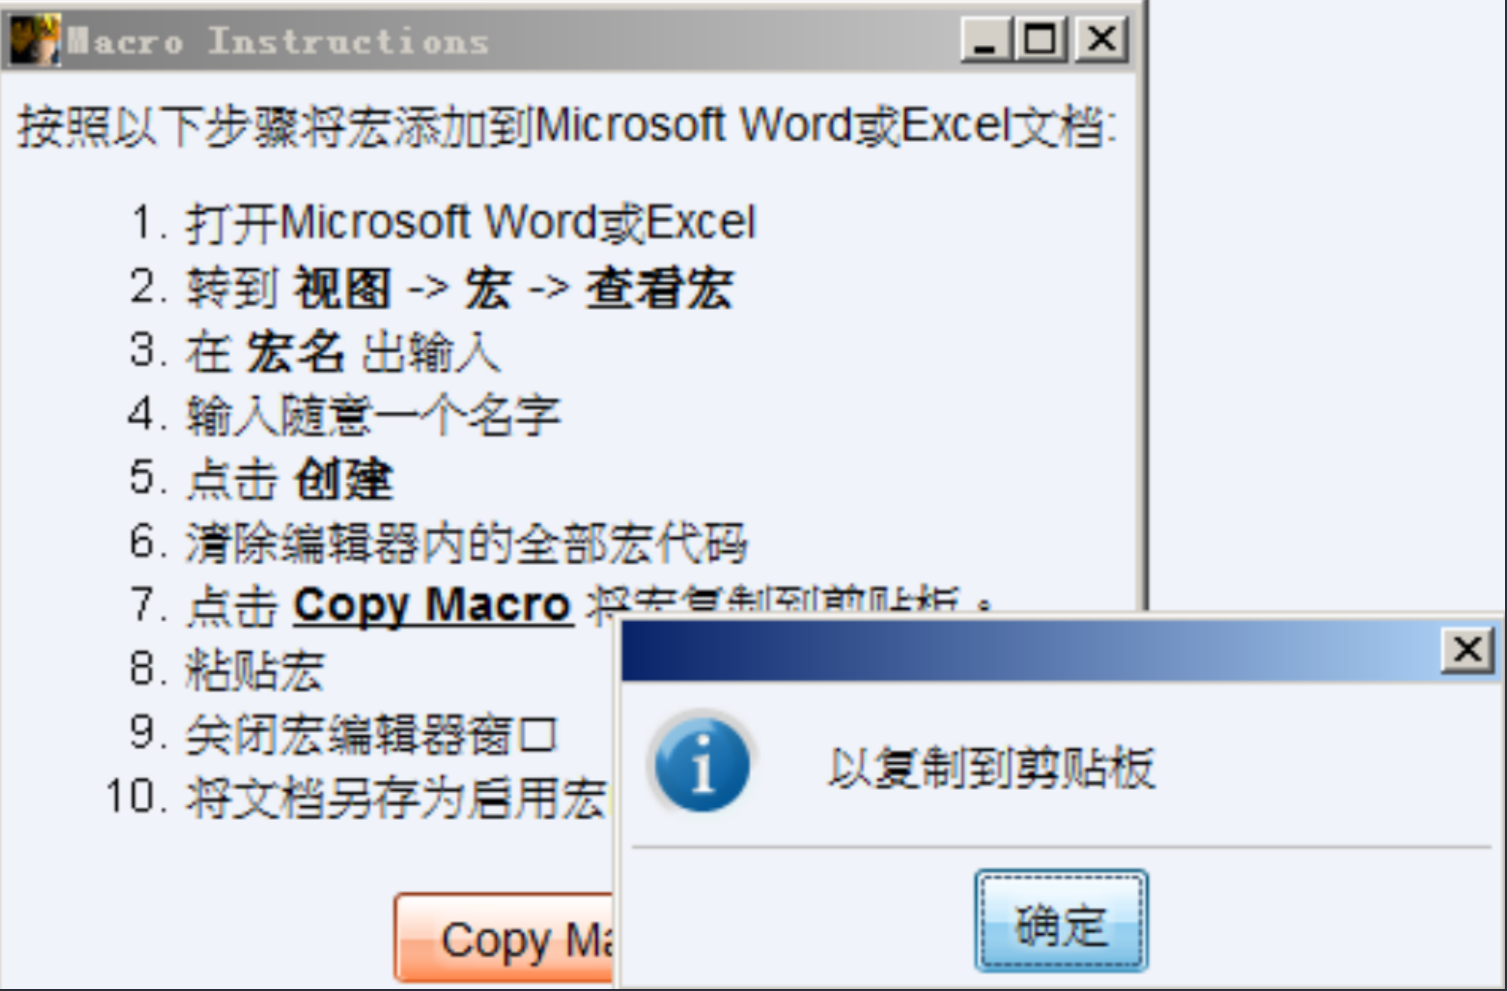 Macro Instructions
按照以下步骤将宏添加到Microsoft Word或Excel文档:
1. 打开Microsoft Word或Excel
2. 转到 视图 -> 宏 -> 查看宏
3. 在 宏名 出输入
4. 输入随意一个名字
5. 点击 创建
6. 清除编辑器内的全部宏代码
7. 点击 Copy Macro 将宏复制到剪贴板。
8. 粘贴宏
9. 关闭宏编辑器窗口
10. 将文档另存为启用宏
以复制到剪贴板
确定
Copy Ma